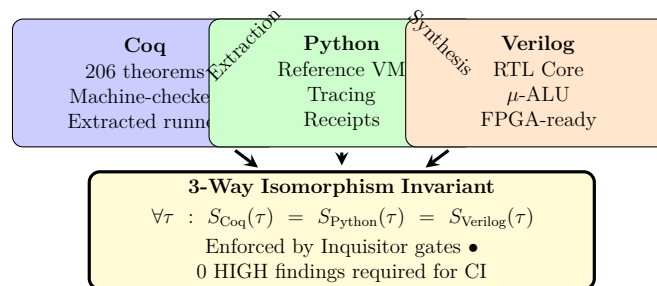 Coq
206 theorems
Machine-checke
Extracted runne
Extraction
Python
Reference VM
Tracing
Receipts
Synthesis
Verilog
RTL Core
μ-ALU
FPGA-ready
3-Way Isomorphism Invariant
∀τ : S_Coq(τ) = S_Python(τ) = S_Verilog(τ)
Enforced by Inquisitor gates •
0 HIGH findings required for CI